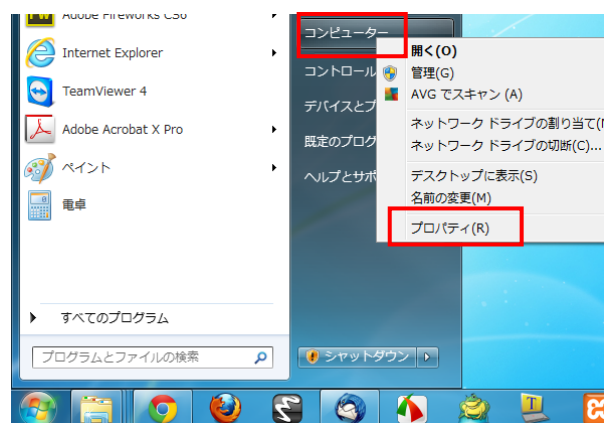 Adobe Fireworks CS6
Internet Explorer
TeamViewer 4
Adobe Acrobat X Pro
ペイント
電卓
すべてのプログラム
プログラムとファイルの検索
コンピューター
コントロール
デバイスとプ
既定のプログ
ヘルプとサポ
シャットダウン
開く(O)
管理(G)
AVG でスキャン (A)
ネットワーク ドライブの割り当て(N
ネットワーク ドライブの切断(C)...
デスクトップに表示(S)
名前の変更(M)
プロパティ(R)